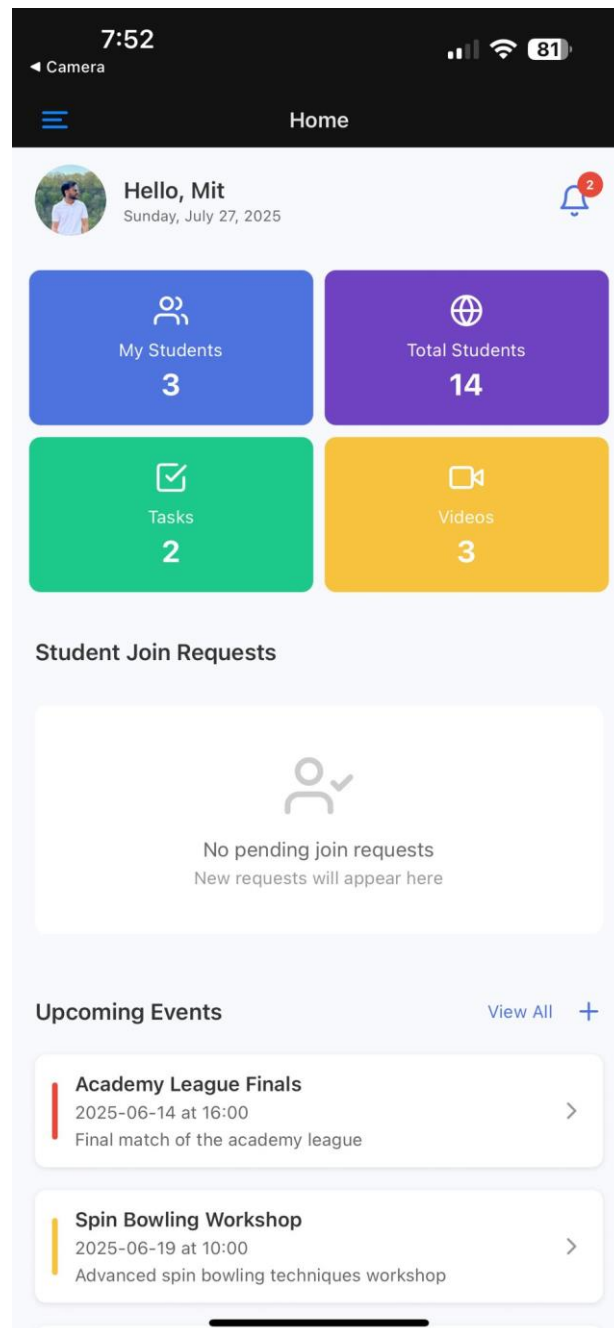 7:52
81
◀ Camera
Home
Hello, Mit
Sunday, July 27, 2025
2
My Students
3
Total Students
14
Tasks
2
Videos
3
Student Join Requests
No pending join requests
New requests will appear here
Upcoming Events
View All +
Academy League Finals
2025-06-14 at 16:00
Final match of the academy league
Spin Bowling Workshop
2025-06-19 at 10:00
Advanced spin bowling techniques workshop